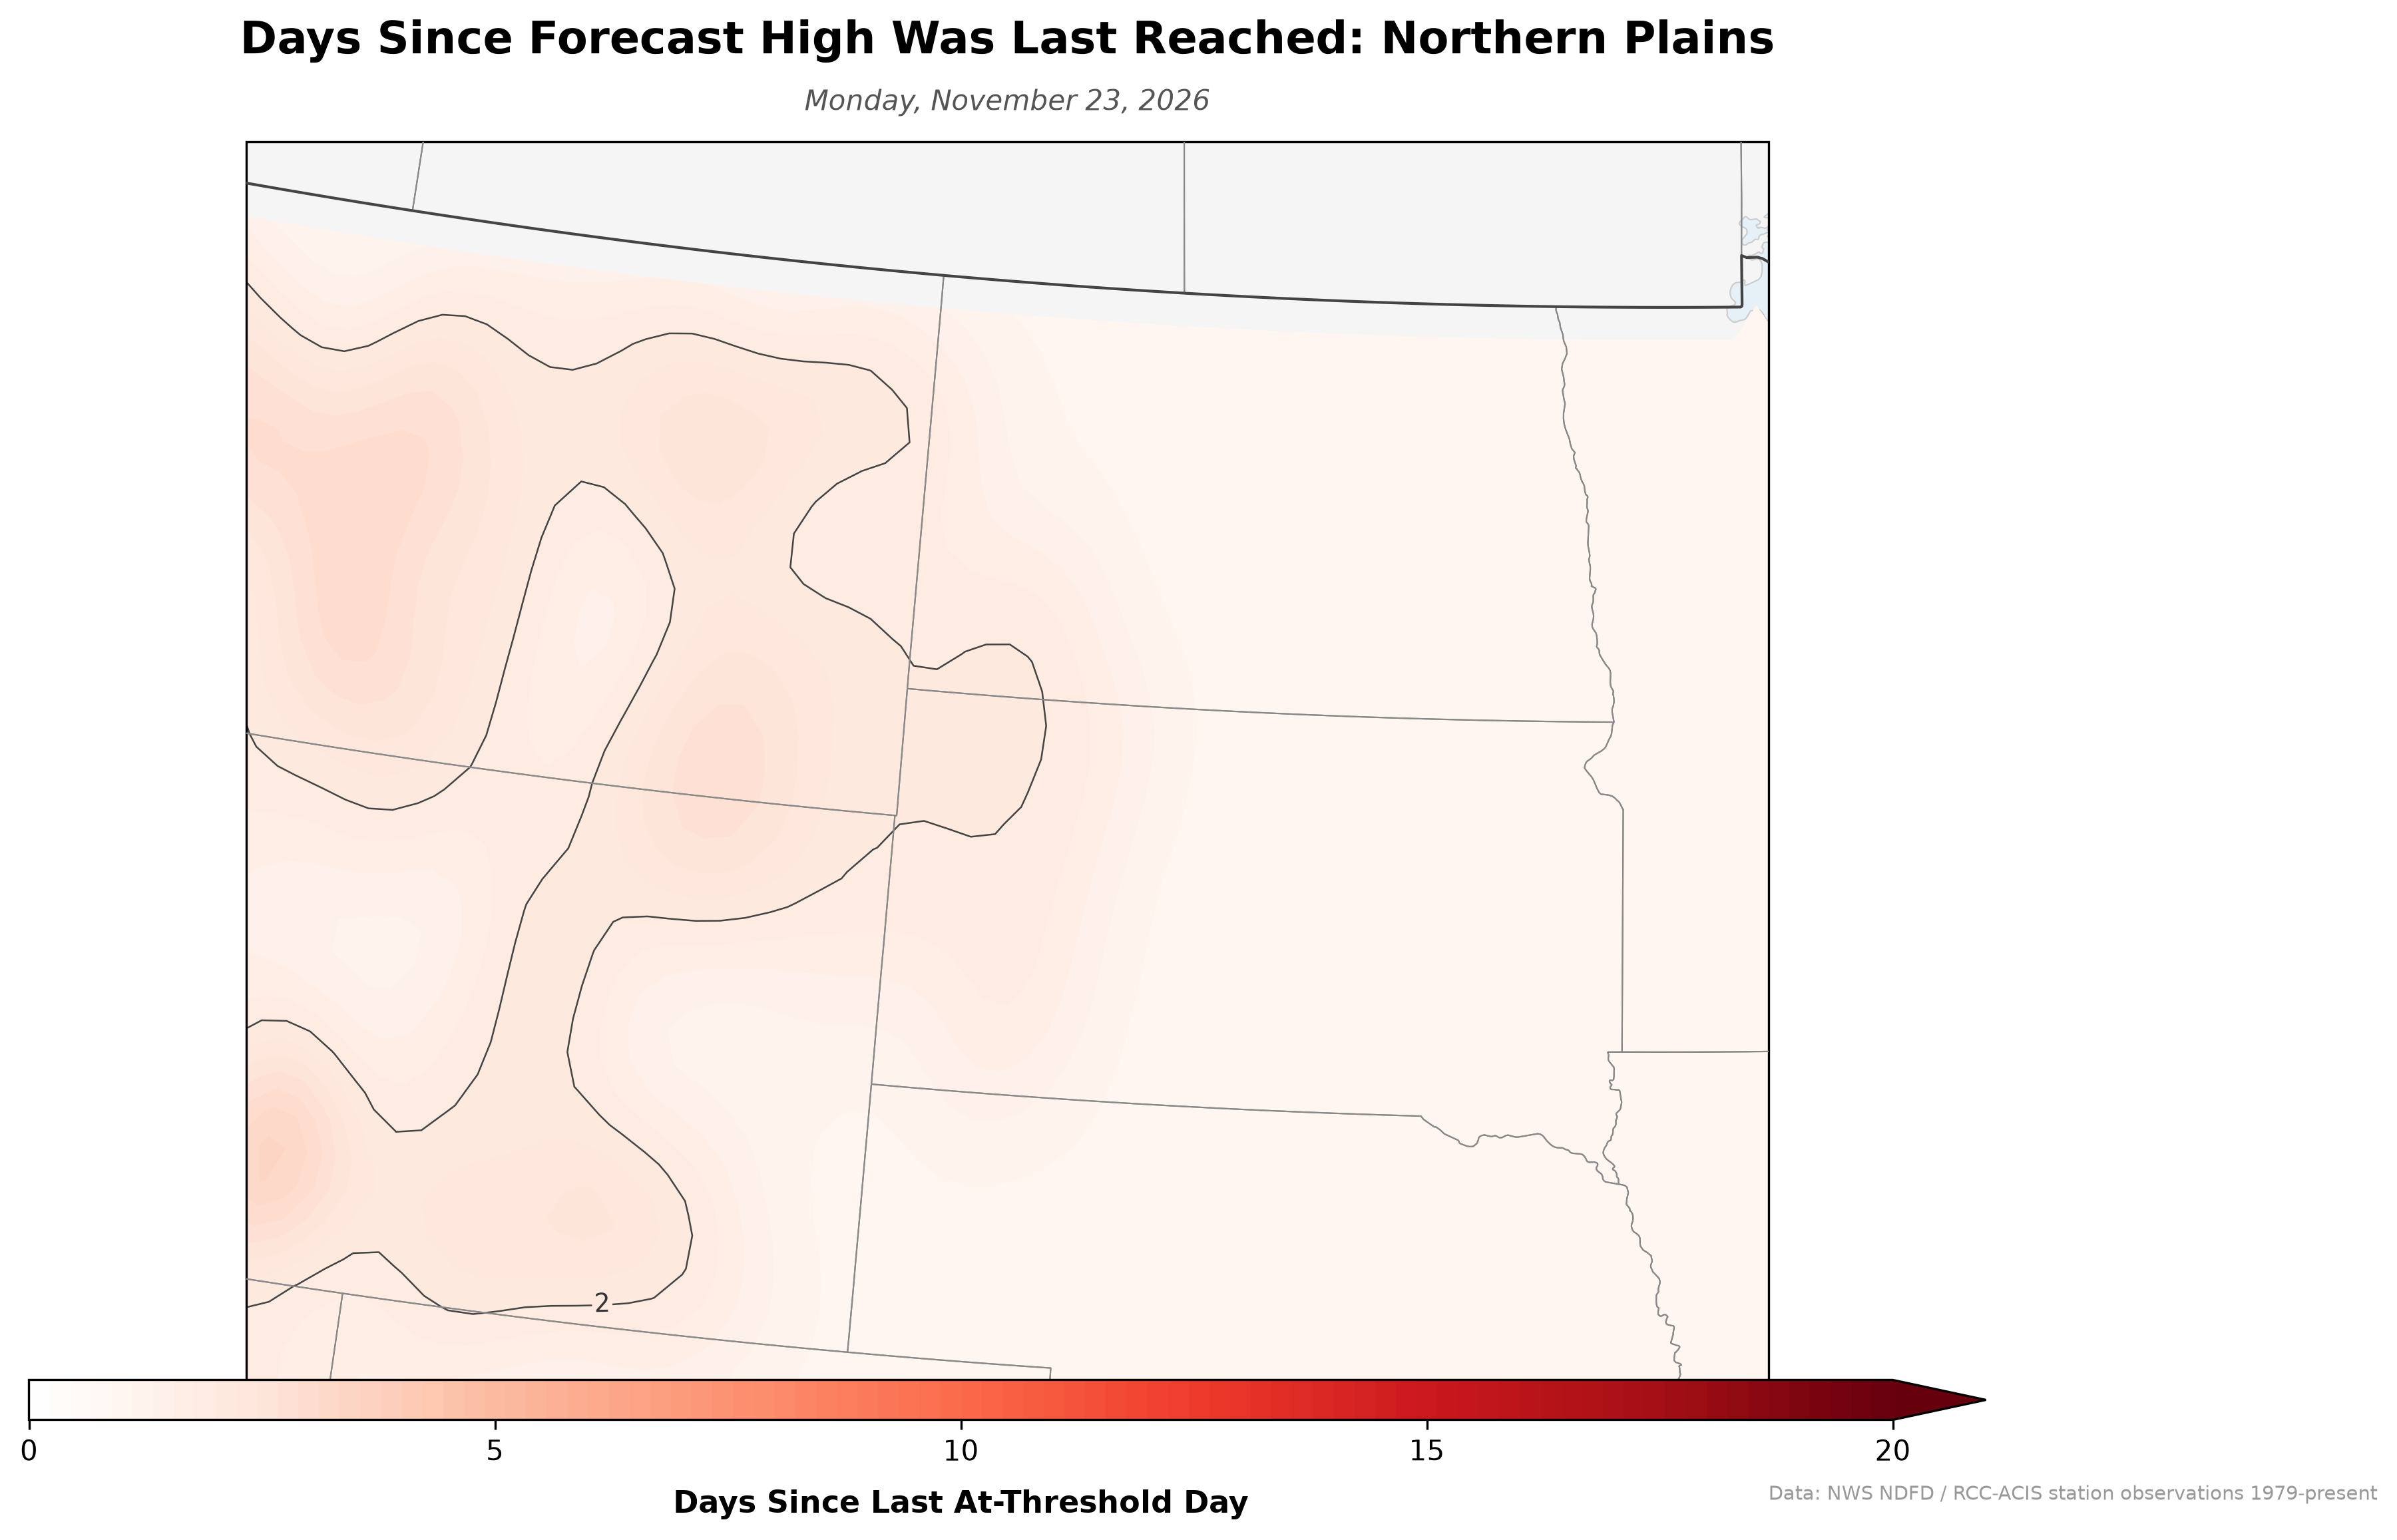 Days Since Forecast High Was Last Reached: Northern Plains
Monday, November 23, 2026
2
0 5 10 15 20
Days Since Last At-Threshold Day
Data: NWS NDFD / RCC-ACIS station observations 1979-present